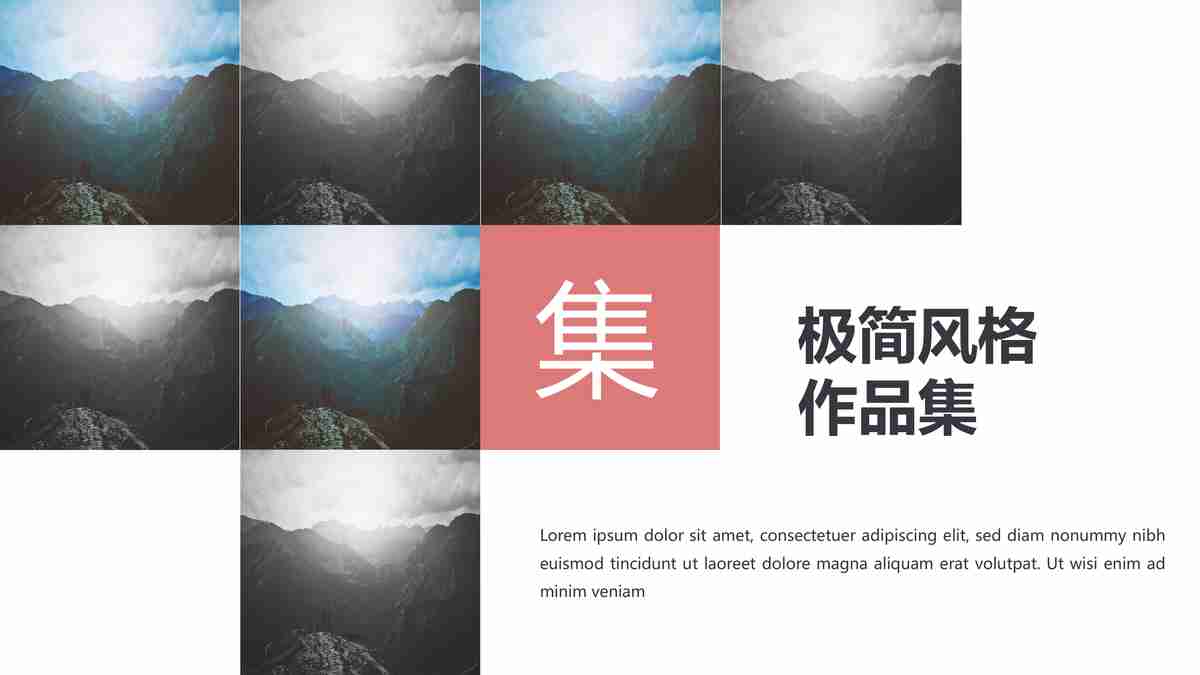 集
极简风格
作品集
Lorem ipsum dolor sit amet, consectetuer adipiscing elit, sed diam nonummy nibh
euismod tincidunt ut laoreet dolore magna aliquam erat volutpat. Ut wisi enim ad
minim veniam